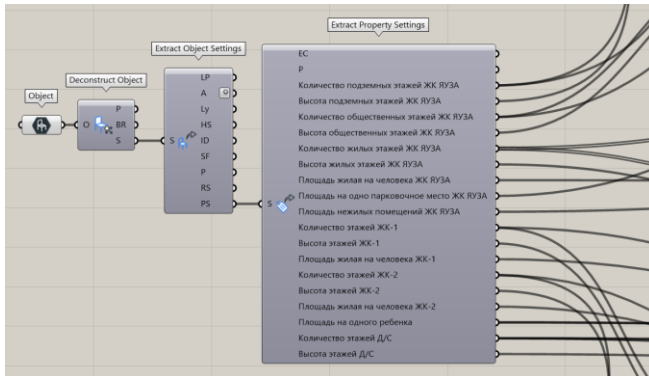 Extract Property Settings
Extract Object Settings
Deconstruct Object
Object
O
P
BR
S
S
LP
A
Ly
HS
ID
SF
P
RS
PS
S
EC
P
Количество подземных этажей ЖК ЯУЗА
Высота подземных этажей ЖК ЯУЗА
Количество общественных этажей ЖК ЯУЗА
Высота общественных этажей ЖК ЯУЗА
Количество жилых этажей ЖК ЯУЗА
Высота жилых этажей ЖК ЯУЗА
Площадь жилая на человека ЖК ЯУЗА
Площадь на одно парковочное место ЖК ЯУЗА
Площадь нежилых помещений ЖК ЯУЗА
Количество этажей ЖК-1
Высота этажей ЖК-1
Площадь жилая на человека ЖК-1
Количество этажей ЖК-2
Высота этажей ЖК-2
Площадь жилая на человека ЖК-2
Площадь на одного ребенка
Количество этажей Д/С
Высота этажей Д/С